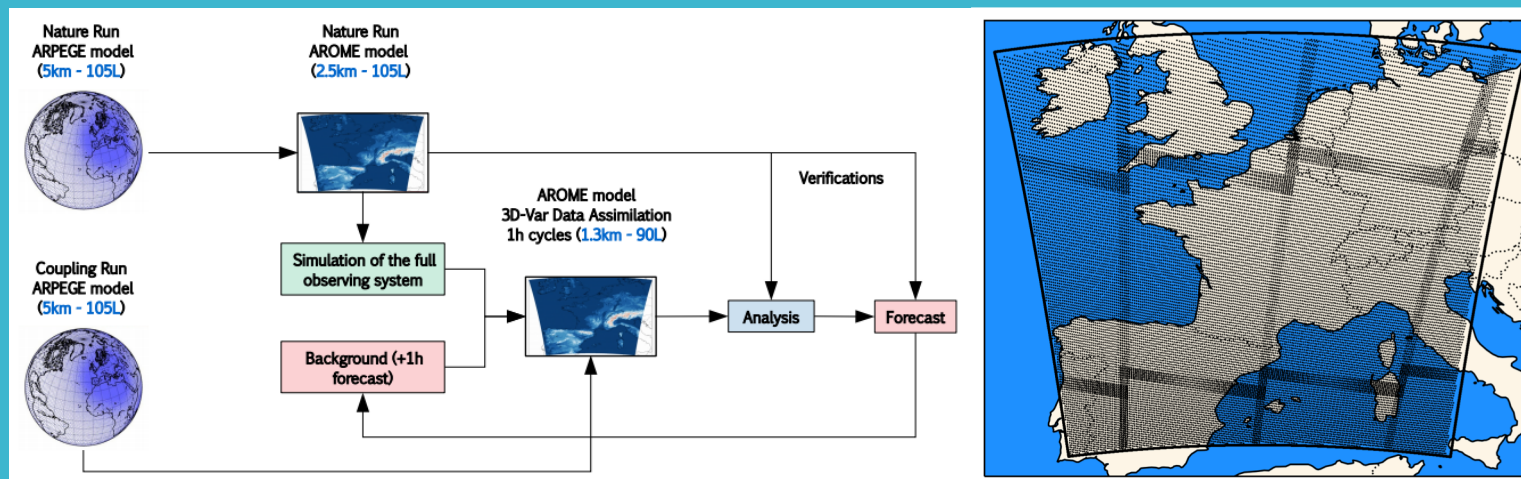 Nature Run
ARPEGE model
(5km - 105L)
Nature Run
AROME model
(2.5km - 105L)
Verifications
AROME model
3D-Var Data Assimilation
1h cycles (1.3km - 90L)
Simulation of the full
observing system
Coupling Run
ARPEGE model
(5km - 105L)
Analysis
Forecast
Background (+1h
forecast)